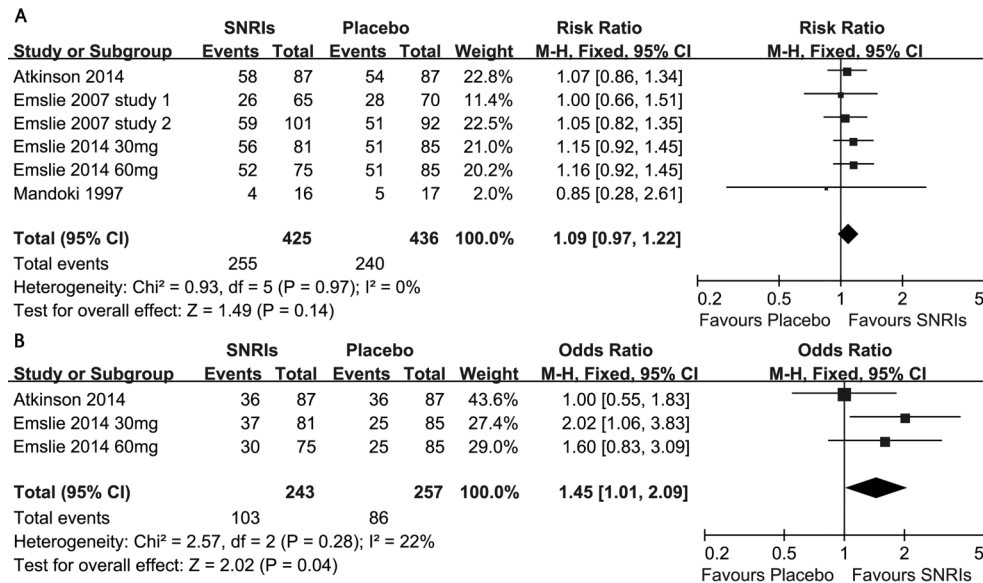 A
SNRIs Placebo Risk Ratio Risk Ratio
Study or Subgroup Events Total Events Total Weight M-H, Fixed, 95% CI M-H, Fixed, 95% CI
Atkinson 2014 58 87 54 87 22.8% 1.07 [0.86, 1.34]
Emslie 2007 study 1 26 65 28 70 11.4% 1.00 [0.66, 1.51]
Emslie 2007 study 2 59 101 51 92 22.5% 1.05 [0.82, 1.35]
Emslie 2014 30mg 56 81 51 85 21.0% 1.15 [0.92, 1.45]
Emslie 2014 60mg 52 75 51 85 20.2% 1.16 [0.92, 1.45]
Mandoki 1997 4 16 5 17 2.0% 0.85 [0.28, 2.61]
Total (95% CI) 425 436 100.0% 1.09 [0.97, 1.22]
Total events 255 240
Heterogeneity: Chi² = 0.93, df = 5 (P = 0.97); I² = 0%
Test for overall effect: Z = 1.49 (P = 0.14)
0.2 1 2 5
Favours Placebo Favours SNRIs
B
SNRIs Placebo Odds Ratio Odds Ratio
Study or Subgroup Events Total Events Total Weight M-H, Fixed, 95% CI M-H, Fixed, 95% CI
Atkinson 2014 36 87 36 87 43.6% 1.00 [0.55, 1.83]
Emslie 2014 30mg 37 81 25 85 27.4% 2.02 [1.06, 3.83]
Emslie 2014 60mg 30 75 25 85 29.0% 1.60 [0.83, 3.09]
Total (95% CI) 243 257 100.0% 1.45 [1.01, 2.09]
Total events 103 86
Heterogeneity: Chi² = 2.57, df = 2 (P = 0.28); I² = 22%
Test for overall effect: Z = 2.02 (P = 0.04)
0.2 1 2 5
Favours Placebo Favours SNRIs